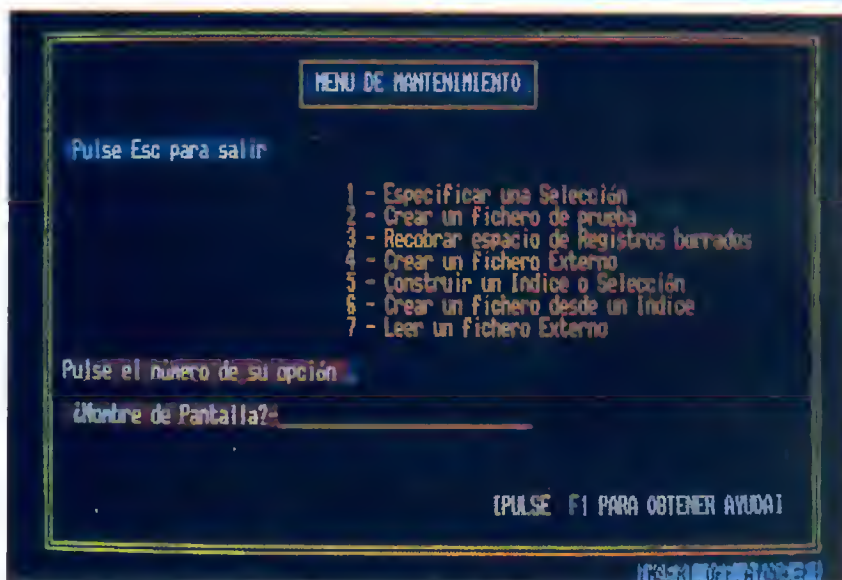 MENU DE MANTENIMIENTO
Pulse Esc para salir
1 - Especificar una Selección
2 - Crear un fichero de prueba
3 - Recobrar espacio de Registros borrados
4 - Crear un fichero Externo
5 - Construir un Indice o Selección
6 - Crear un fichero desde un Indice
7 - Leer un fichero Externo
Pulse el número de su opción
¿Nombre de Pantalla?
[PULSE F1 PARA OBTENER AYUDA]